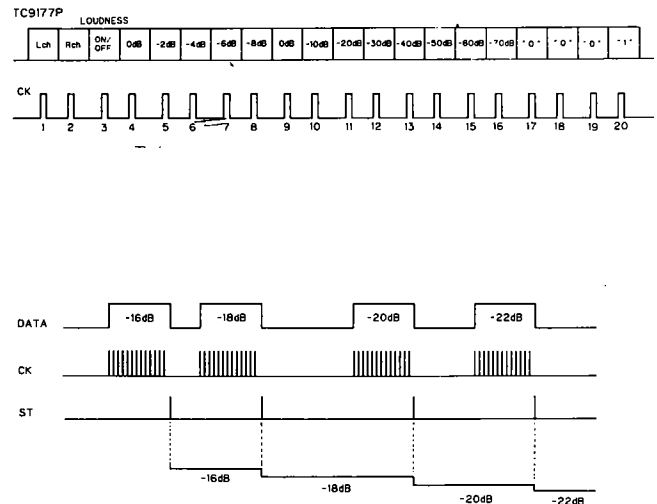 TC9177P
LOUDNESS
Lch Rch ON/OFF 0dB -2dB -4dB -6dB -8dB 0dB -10dB -20dB -30dB -40dB -50dB -60dB -70dB "0" "0" "0" "1"
CK
1 2 3 4 5 6 7 8 9 10 11 12 13 14 15 16 17 18 19 20
DATA -16dB -18dB -20dB -22dB
CK
ST
-16dB
-18dB
-20dB
-22dB